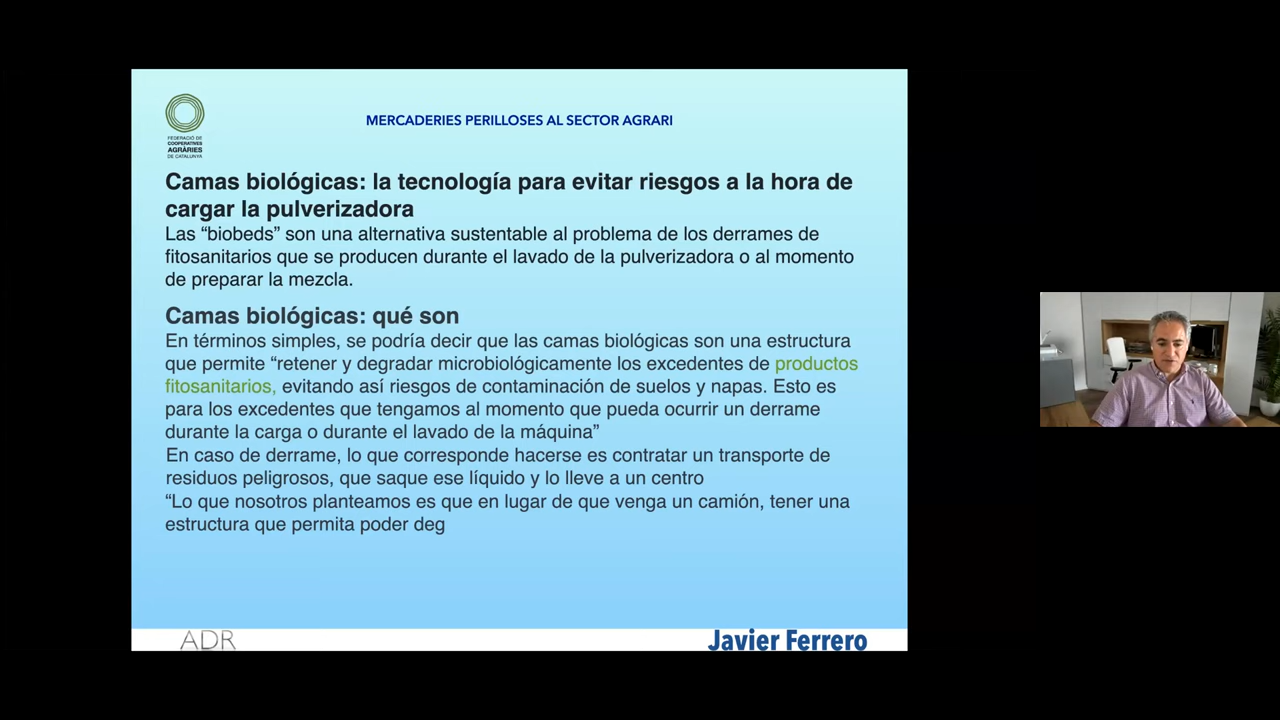 FEDERACIÓ DE
COOPERATIVES
AGRÀRIES
DE CATALUNYA
MERCADERIES PERILLOSES AL SECTOR AGRARI
Camas biológicas: la tecnología para evitar riesgos a la hora de
cargar la pulverizadora
Las “biobeds” son una alternativa sustentable al problema de los derrames de
fitosanitarios que se producen durante el lavado de la pulverizadora o al momento
de preparar la mezcla.
Camas biológicas: qué son
En términos simples, se podría decir que las camas biológicas son una estructura
que permite “retener y degradar microbiológicamente los excedentes de productos
fitosanitarios, evitando así riesgos de contaminación de suelos y napas. Esto es
para los excedentes que tengamos al momento que pueda ocurrir un derrame
durante la carga o durante el lavado de la máquina”
En caso de derrame, lo que corresponde hacerse es contratar un transporte de
residuos peligrosos, que saque ese líquido y lo lleve a un centro
“Lo que nosotros planteamos es que en lugar de que venga un camión, tener una
estructura que permita poder deg
ADR
Javier Ferrero